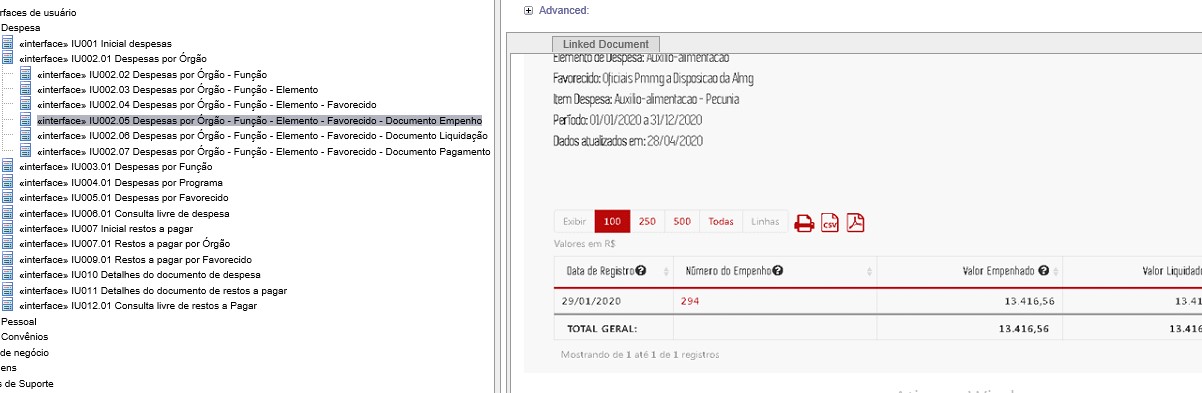 rfaces de usuário
Despesa
«interface» IU001 Inicial despesas
«interface» IU002.01 Despesas por Órgão
«interface» IU002.02 Despesas por Órgão - Função
«interface» IU002.03 Despesas por Órgão - Função - Elemento
«interface» IU002.04 Despesas por Órgão - Função - Elemento - Favorecido
«interface» IU002.05 Despesas por Órgão - Função - Elemento - Favorecido - Documento Empenho
«interface» IU002.06 Despesas por Órgão - Função - Elemento - Favorecido - Documento Liquidação
«interface» IU002.07 Despesas por Órgão - Função - Elemento - Favorecido - Documento Pagamento
«interface» IU003.01 Despesas por Função
«interface» IU004.01 Despesas por Programa
«interface» IU005.01 Despesas por Favorecido
«interface» IU006.01 Consulta livre de despesa
«interface» IU007 Inicial restos a pagar
«interface» IU007.01 Restos a pagar por Órgão
«interface» IU009.01 Restos a pagar por Favorecido
«interface» IU010 Detalhes do documento de despesa
«interface» IU011 Detalhes do documento de restos a pagar
«interface» IU012.01 Consulta livre de restos a Pagar
Pessoal
Convênios
de negócio
ens
s de Suporte
Advanced:
Linked Document
Elemento de Despesa: Auxilio-alimentacao
Favorecido: Oficiais Pmmg a Disposicao da Almg
Item Despesa: Auxilio-alimentacao - Pecunia
Período: 01/01/2020 a 31/12/2020
Dados atualizados em: 28/04/2020
Exibir 100 250 500 Todas Linhas CSV
Valores em R$
Data de Registro Número do Empenho Valor Empenhado Valor Liquidad
29/01/2020 294 13.416,56 13.41
TOTAL GERAL: 13.416,56 13.416
Mostrando de 1 até 1 de 1 registros